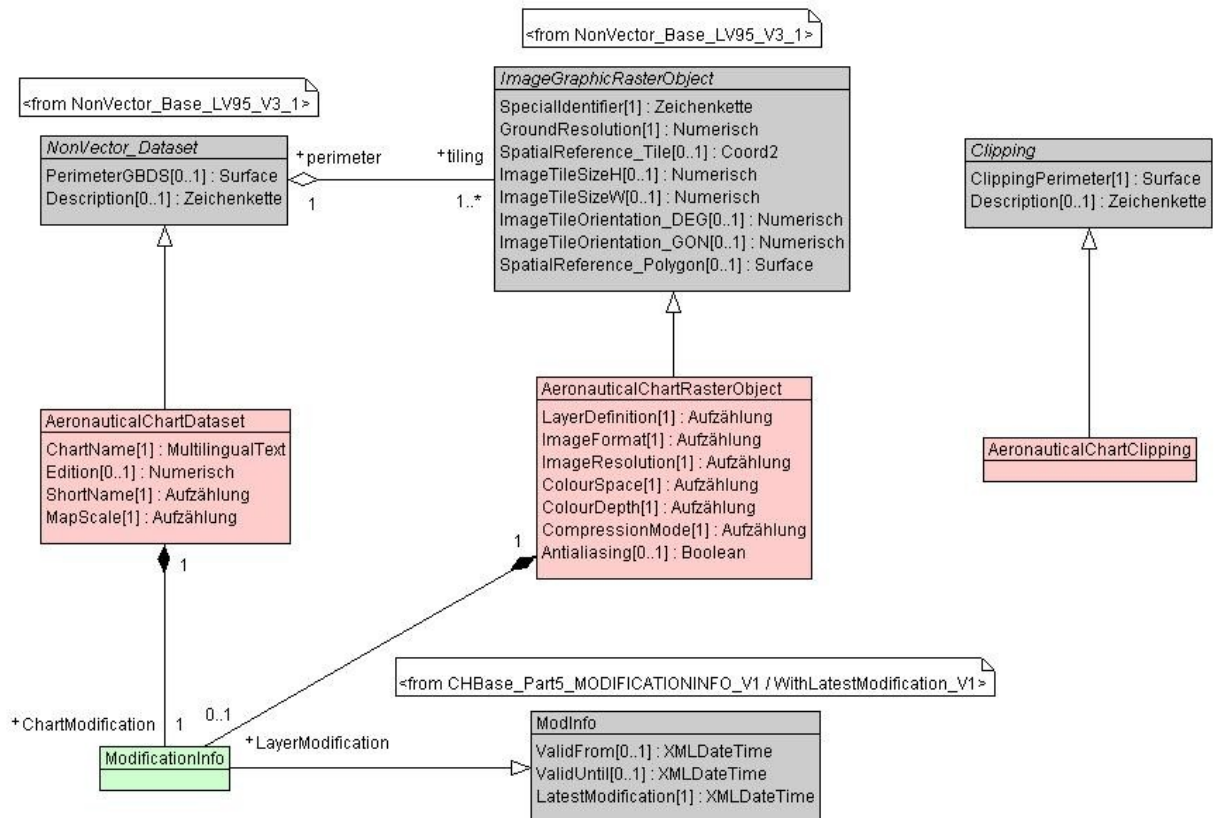 <from NonVector_Base_LV95_V3_1>
ImageGraphicRasterObject
SpecialIdentifier[1] : Zeichenkette
GroundResolution[1] : Numerisch
SpatialReference_Tile[0..1] : Coord2
ImageTileSizeH[0..1] : Numerisch
ImageTileSizeW[0..1] : Numerisch
ImageTileOrientation_DEG[0..1] : Numerisch
ImageTileOrientation_GON[0..1] : Numerisch
SpatialReference_Polygon[0..1] : Surface
<from NonVector_Base_LV95_V3_1>
NonVector_Dataset
PerimeterGBDS[0..1] : Surface
Description[0..1] : Zeichenkette
+perimeter
1
+tiling
1..*
Clipping
ClippingPerimeter[1] : Surface
Description[0..1] : Zeichenkette
AeronauticalChartDataset
ChartName[1] : MultilingualText
Edition[0..1] : Numerisch
ShortName[1] : Aufzählung
MapScale[1] : Aufzählung
1
AeronauticalChartRasterObject
LayerDefinition[1] : Aufzählung
ImageFormat[1] : Aufzählung
ImageResolution[1] : Aufzählung
ColourSpace[1] : Aufzählung
ColourDepth[1] : Aufzählung
CompressionMode[1] : Aufzählung
Antialiasing[0..1] : Boolean
1
AeronauticalChartClipping
<from CHBase_Part5_MODIFICATIONINFO_V1 / WithLatestModification_V1>
+ChartModification
1
0..1
+LayerModification
ModificationInfo
ModInfo
ValidFrom[0..1] : XMLDateTime
ValidUntil[0..1] : XMLDateTime
LatestModification[1] : XMLDateTime